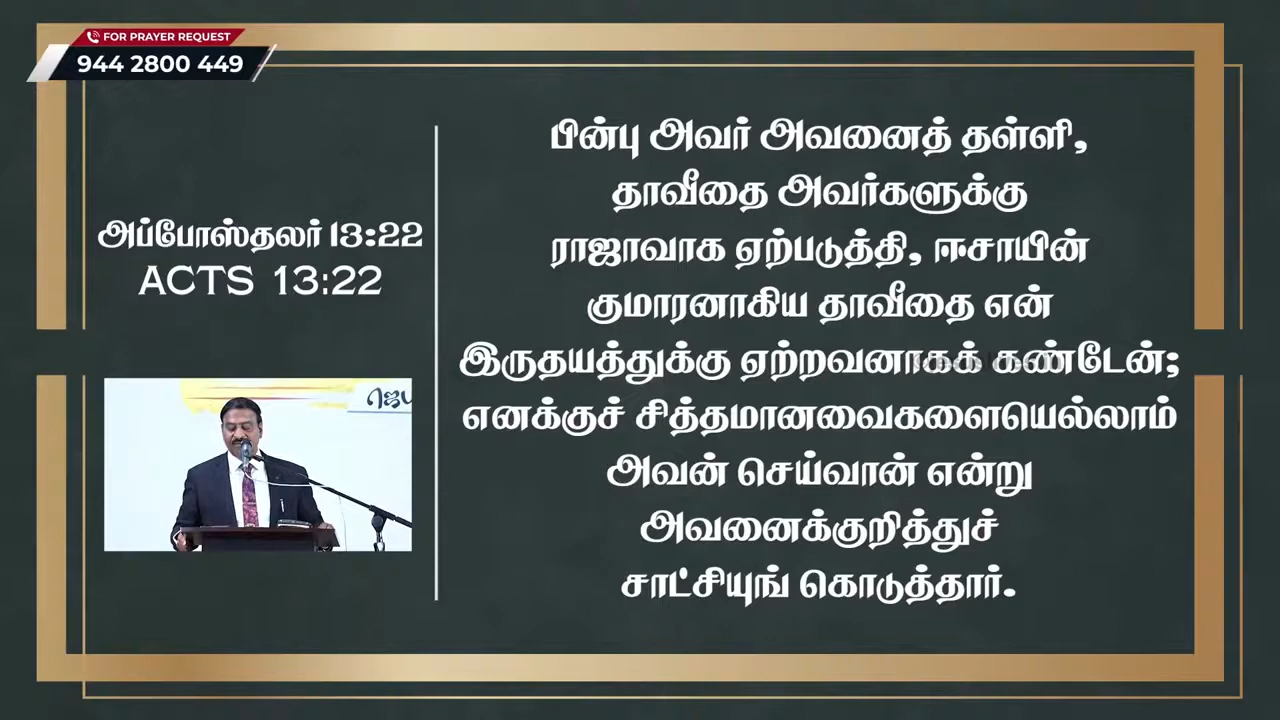 FOR PRAYER REQUEST
944 2800 449
அப்போஸ்தலர் 13:22
ACTS 13:22
பின்பு அவர் அவனைத் தள்ளி,
தாவீதை அவர்களுக்கு
ராஜாவாக ஏற்படுத்தி, ஈசாயின்
குமாரனாகிய தாவீதை என்
இருதயத்துக்கு ஏற்றவனாகக் கண்டேன்;
எனக்குச் சித்தமானவைகளையெல்லாம்
அவன் செய்வான் என்று
அவனைக்குறித்துச்
சாட்சியுங் கொடுத்தார்.